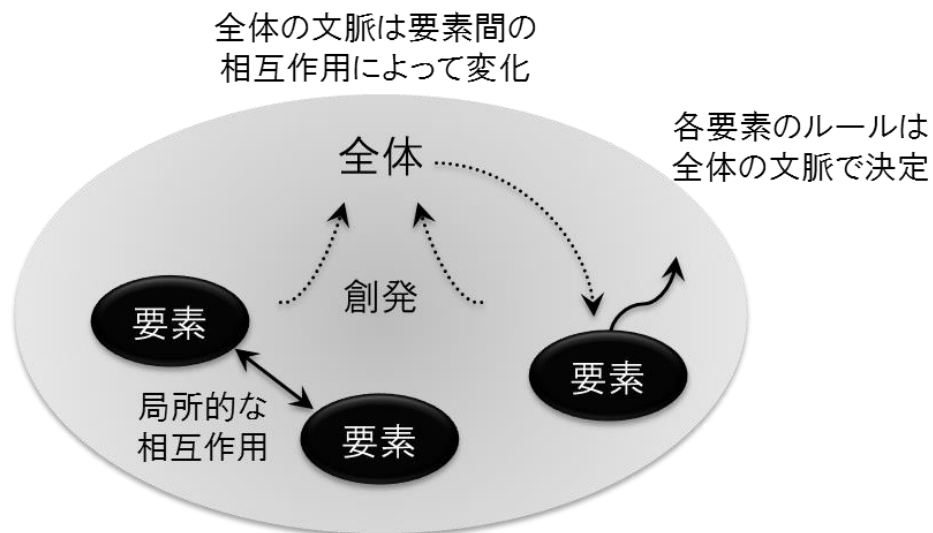 全体の文脈は要素間の
相互作用によって変化
各要素のルールは
全体の文脈で決定
全体
創発
要素
要素
要素
局所的な
相互作用